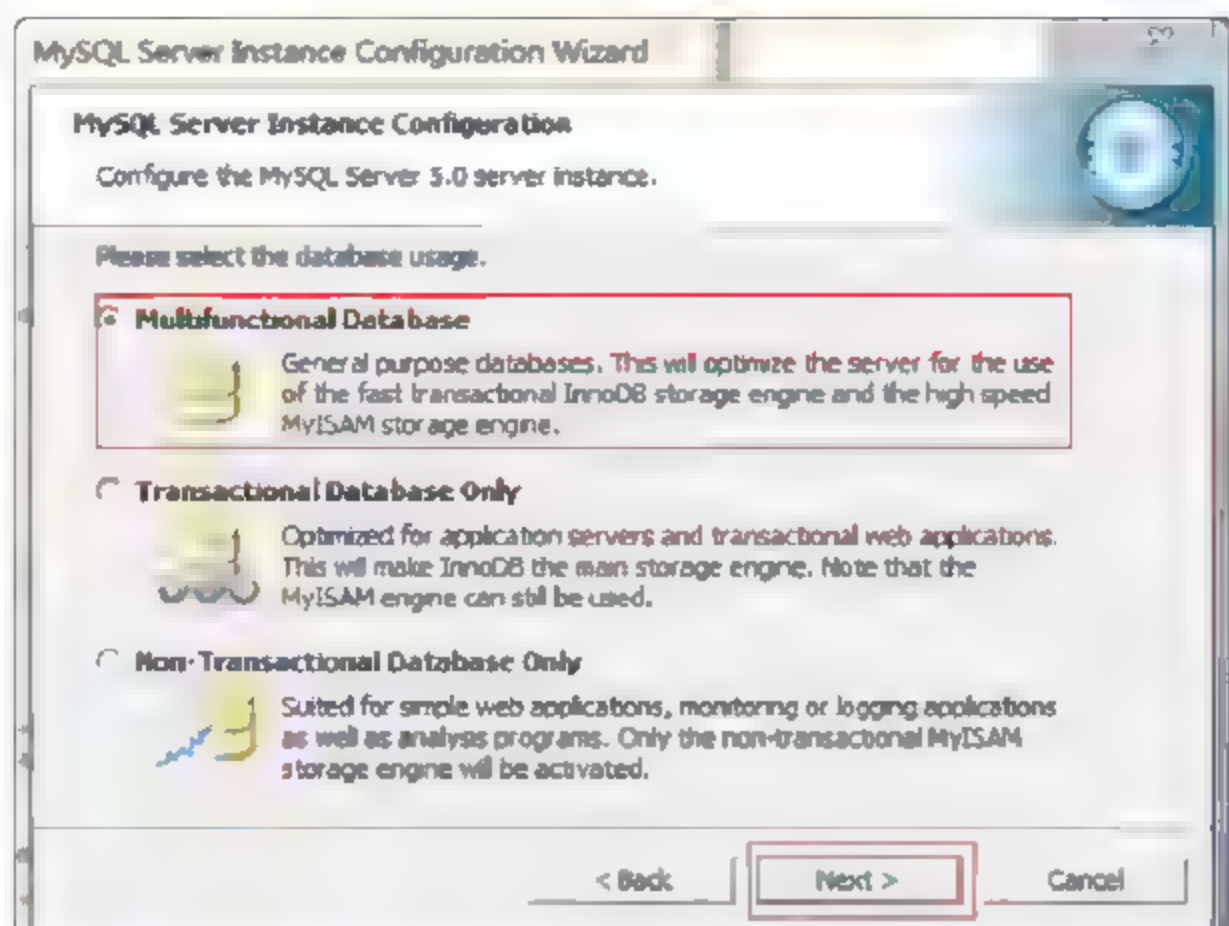 MySQL Server Instance Configuration Wizard
MySQL Server Instance Configuration
Configure the MySQL Server 5.0 server instance.
Please select the database usage.
Multifunctional Database
General purpose databases. This will optimize the server for the use
of the fast transactional InnoDB storage engine and the high speed
MyISAM storage engine.
Transactional Database Only
Optimized for application servers and transactional web applications.
This will make InnoDB the main storage engine. Note that the
MyISAM engine can still be used.
Non-Transactional Database Only
Suited for simple web applications, monitoring or logging applications
as well as analysis programs. Only the non-transactional MyISAM
storage engine will be activated.
< Back
Next >
Cancel